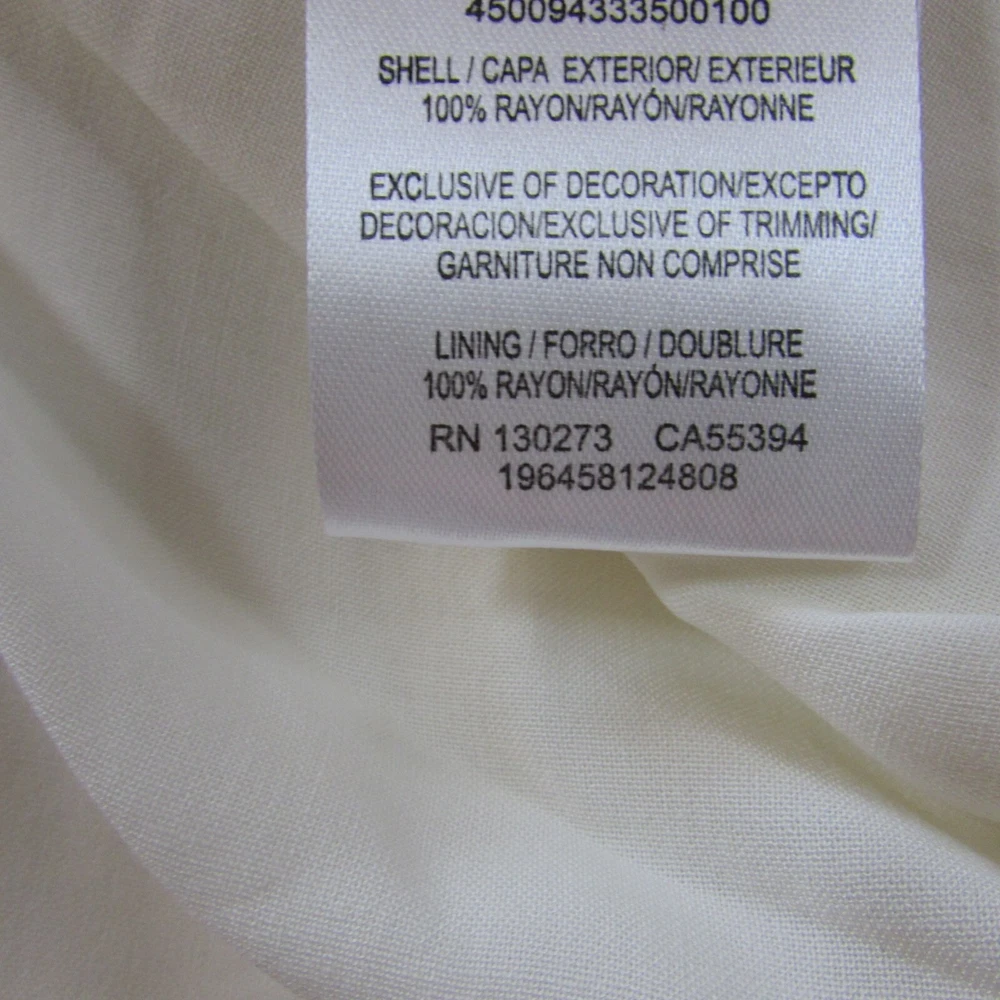 450094333500100
SHELL / CAPA EXTERIOR/ EXTERIEUR
100% RAYON/RAYÓN/RAYONNE
EXCLUSIVE OF DECORATION/EXCEPTO
DECORACION/EXCLUSIVE OF TRIMMING/
GARNITURE NON COMPRISE
LINING / FORRO / DOUBLURE
100% RAYON/RAYÓN/RAYONNE
RN 130273 CA55394
196458124808